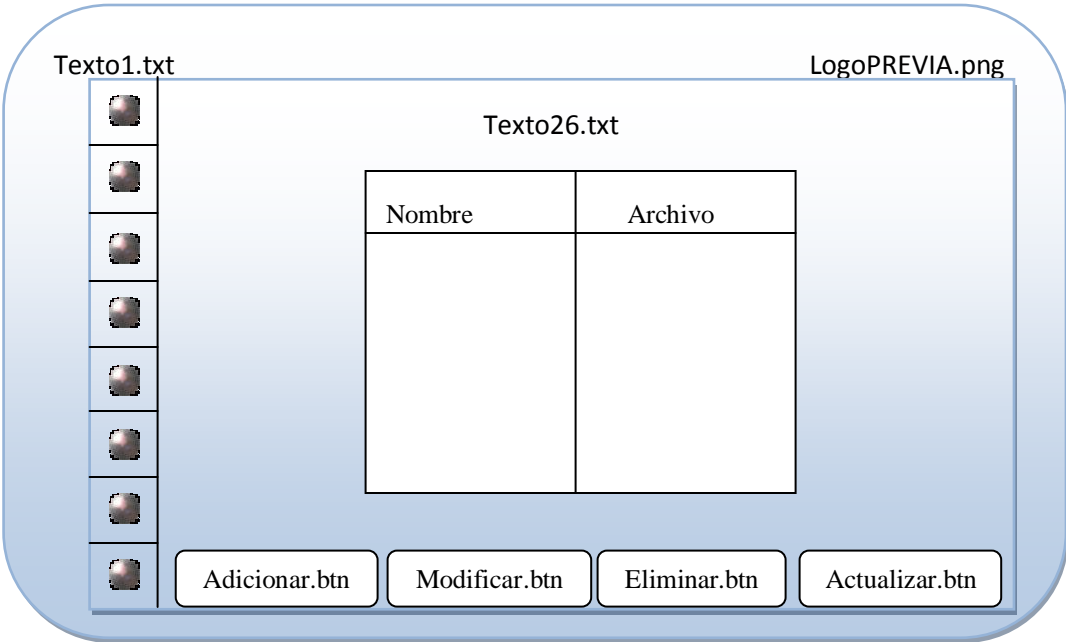 Texto1.txt
LogoPREVIA.png
Texto26.txt
Nombre
Archivo
Adicionar.btn
Modificar.btn
Eliminar.btn
Actualizar.btn